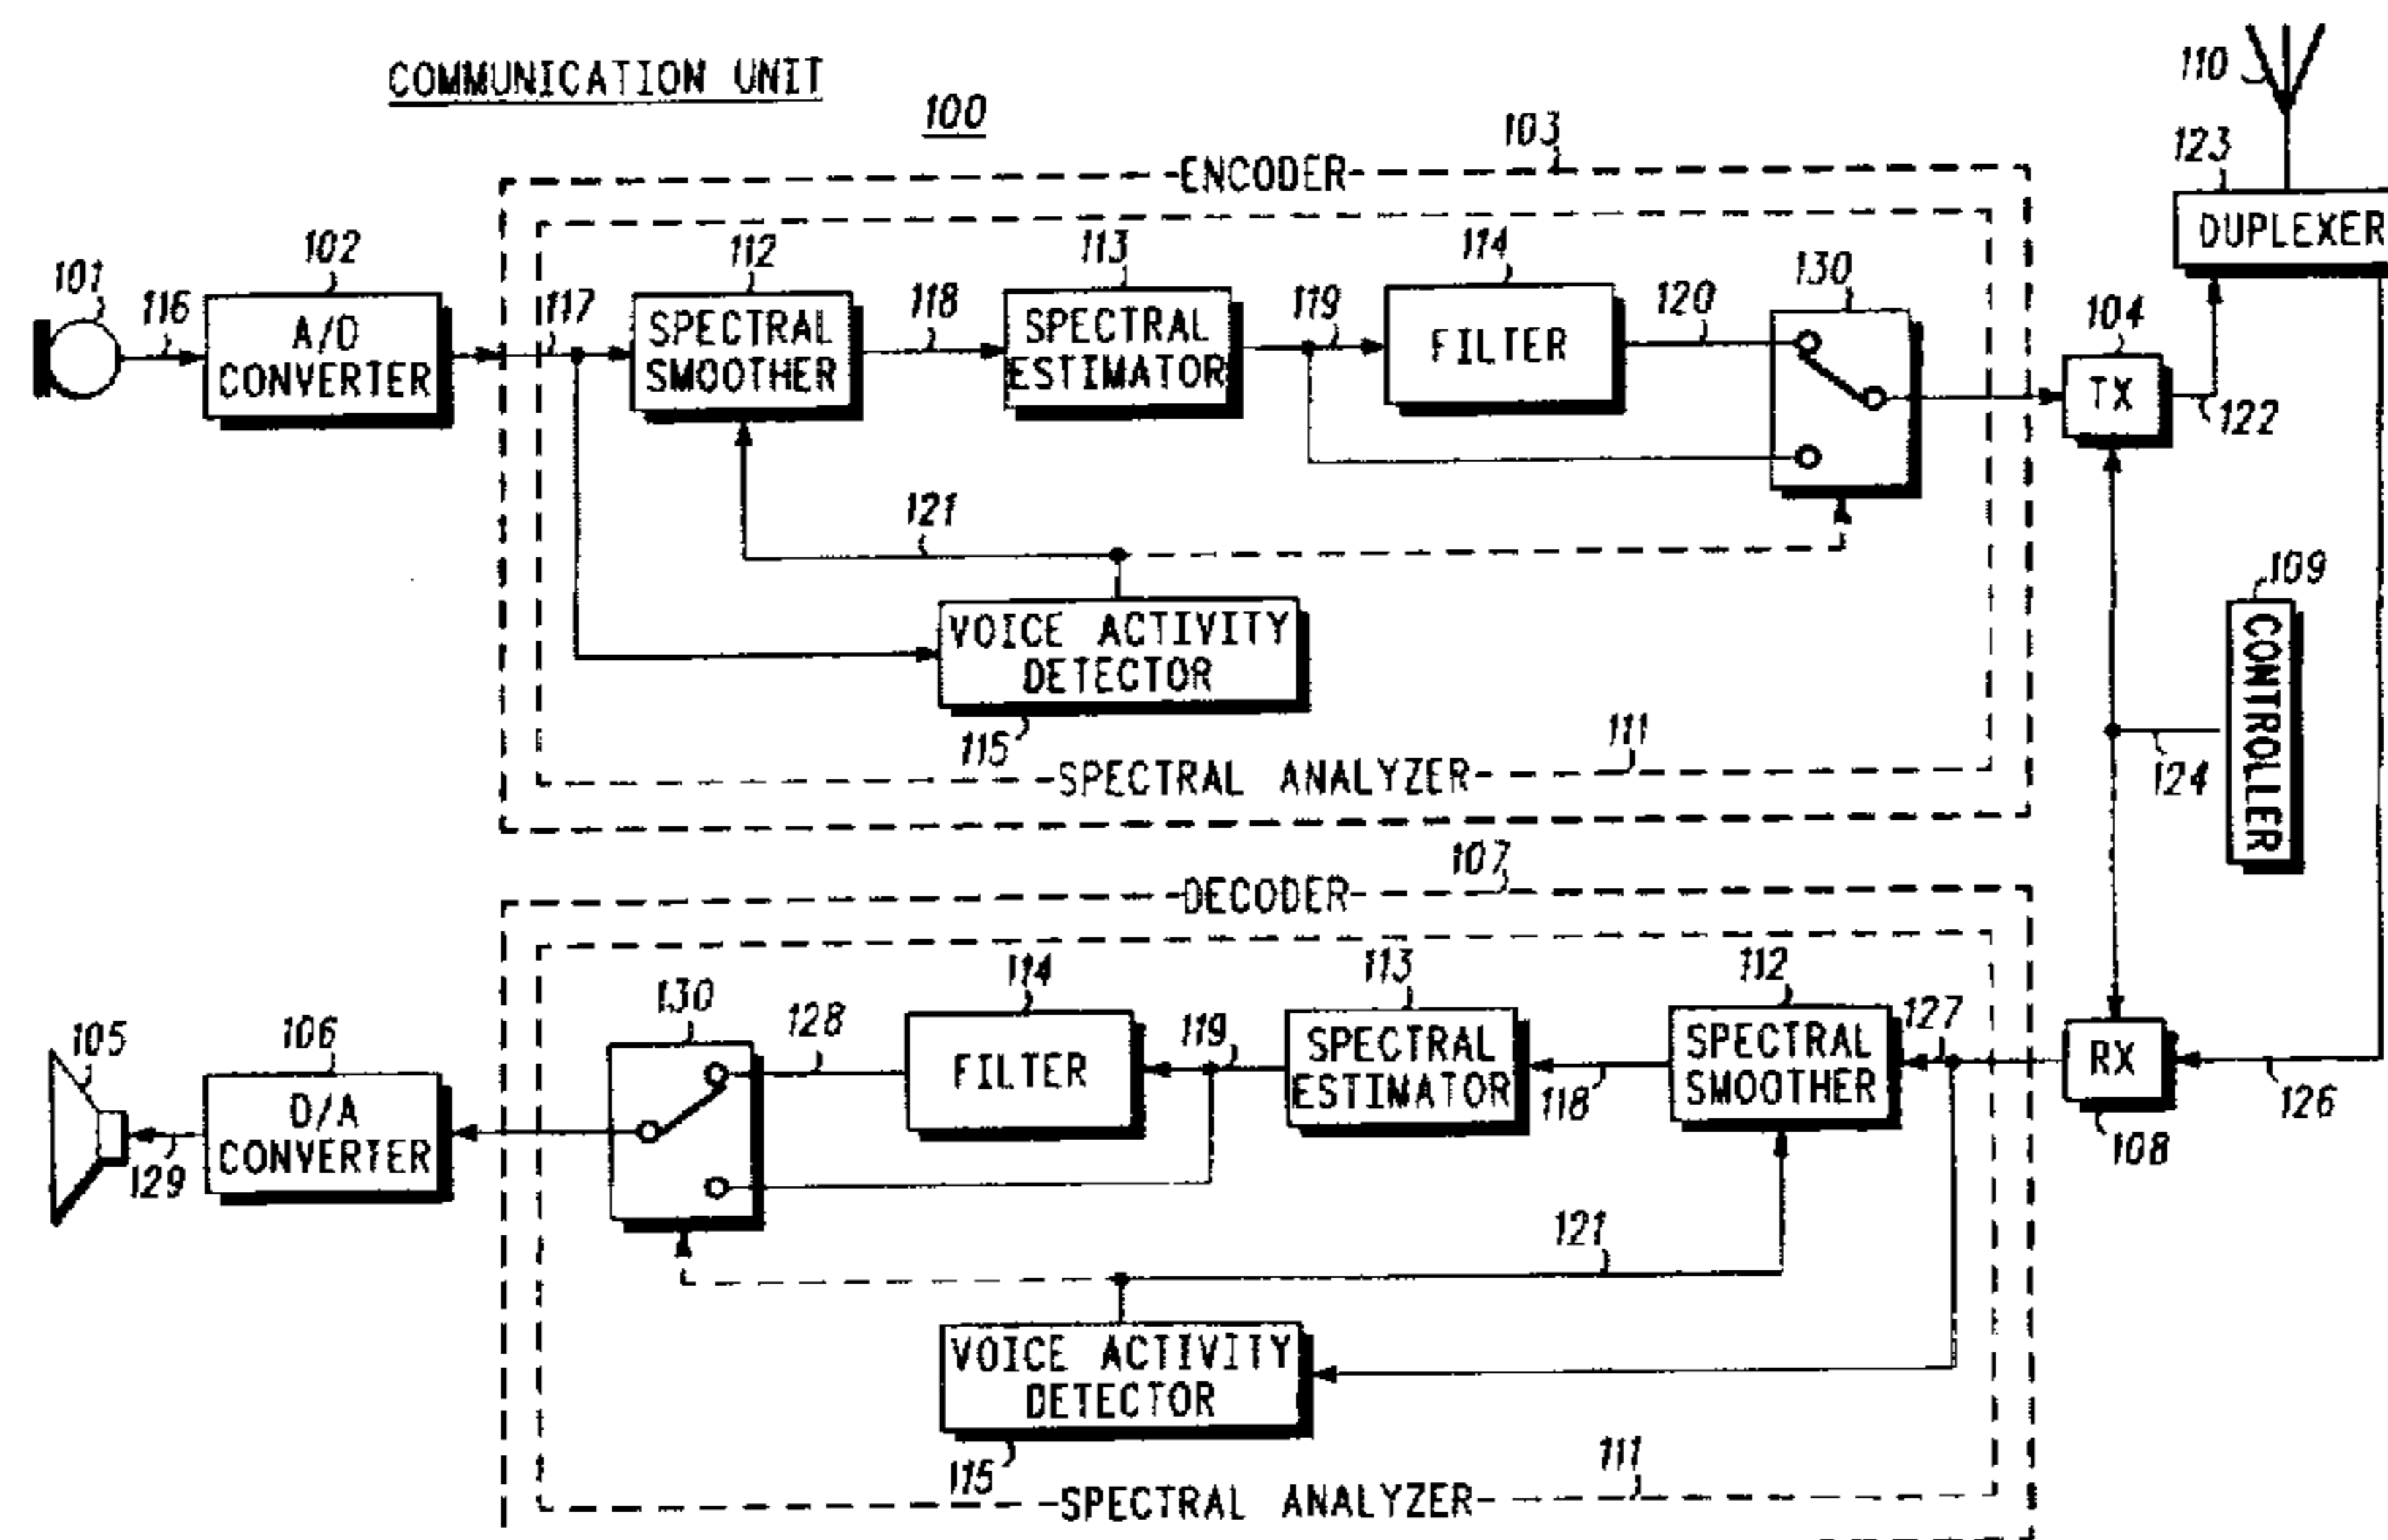 COMMUNICATION UNIT
100
110
103
123
ENCODER
DUPLEXER
101
116
102
A/D
CONVERTER
117
112
SPECTRAL
SMOOTHER
118
113
SPECTRAL
ESTIMATOR
119
114
FILTER
120
130
104
TX
122
121
VOICE ACTIVITY
DETECTOR
115
111
SPECTRAL ANALYZER
109
CONTROLLER
124
107
DECODER
105
129
106
D/A
CONVERTER
130
128
114
FILTER
119
113
SPECTRAL
ESTIMATOR
118
112
SPECTRAL
SMOOTHER
127
RX
108
126
121
VOICE ACTIVITY
DETECTOR
115
111
SPECTRAL ANALYZER